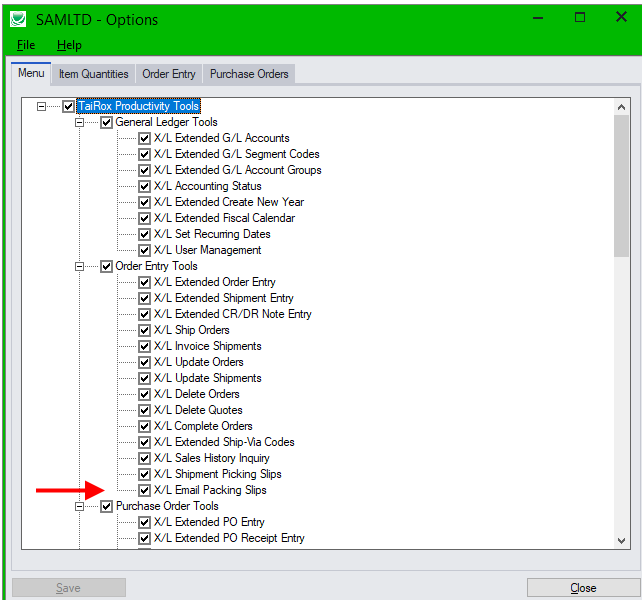 SAMLTD - Options
File Help
Menu Item Quantities Order Entry Purchase Orders
TaiRox Productivity Tools
General Ledger Tools
X/L Extended G/L Accounts
X/L Extended G/L Segment Codes
X/L Extended G/L Account Groups
X/L Accounting Status
X/L Extended Create New Year
X/L Extended Fiscal Calendar
X/L Set Recurring Dates
X/L User Management
Order Entry Tools
X/L Extended Order Entry
X/L Extended Shipment Entry
X/L Extended CR/DR Note Entry
X/L Ship Orders
X/L Invoice Shipments
X/L Update Orders
X/L Update Shipments
X/L Delete Orders
X/L Delete Quotes
X/L Complete Orders
X/L Extended Ship-Via Codes
X/L Sales History Inquiry
X/L Shipment Picking Slips
X/L Email Packing Slips
Purchase Order Tools
X/L Extended PO Entry
X/L Extended PO Receipt Entry
Save Close